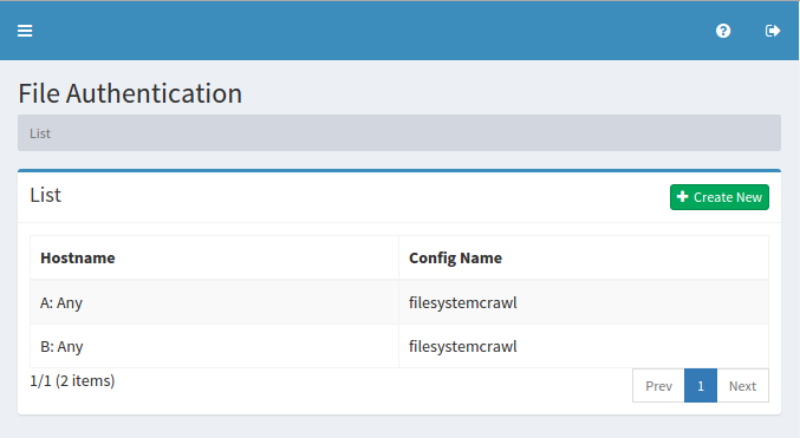 File Authentication
List
List
Create New
Hostname Config Name
A: Any filesystemcrawl
B: Any filesystemcrawl
1/1 (2 items)
Prev 1 Next